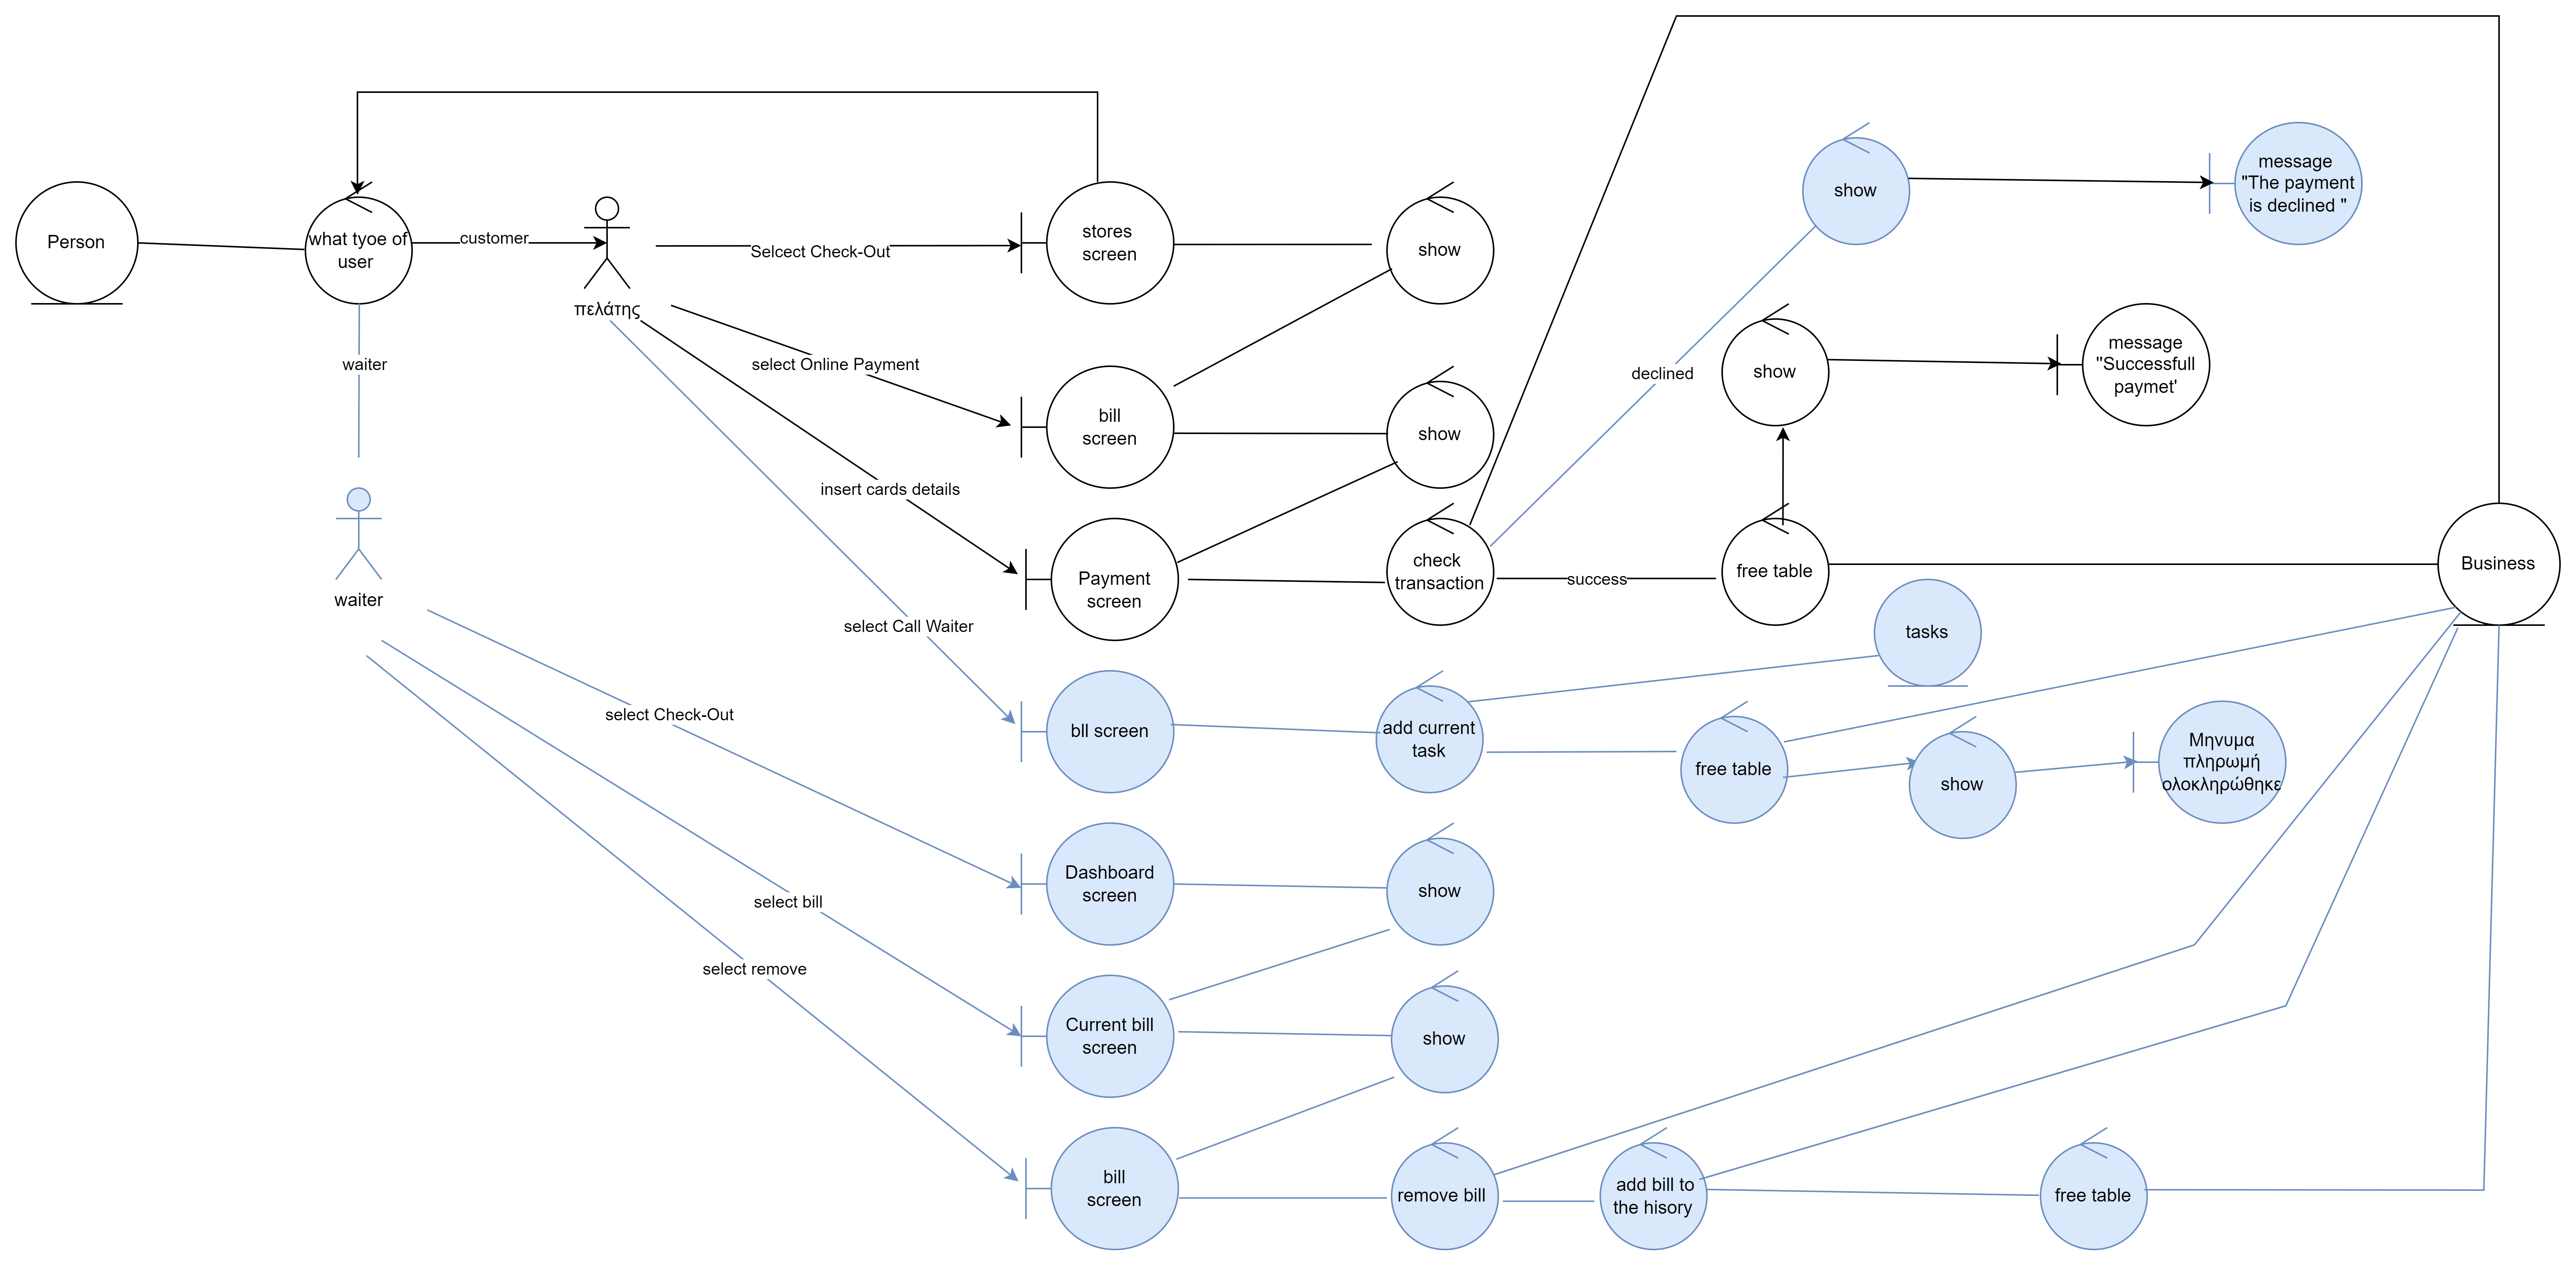 Person
what tyoe of
user
customer
πελάτης
waiter
waiter
Selcect Check-Out
select Online Payment
insert cards details
select Call Waiter
select Check-Out
select bill
select remove
stores
screen
show
bill
screen
show
Payment
screen
check
transaction
declined
success
show
message
"The payment
is declined "
show
message
"Successfull
paymet'
free table
Business
tasks
bll screen
add current
task
free table
show
Μηνυμα
πληρωμή
ολοκληρώθηκε
Dashboard
screen
show
Current bill
screen
show
bill
screen
remove bill
add bill to
the hisory
free table